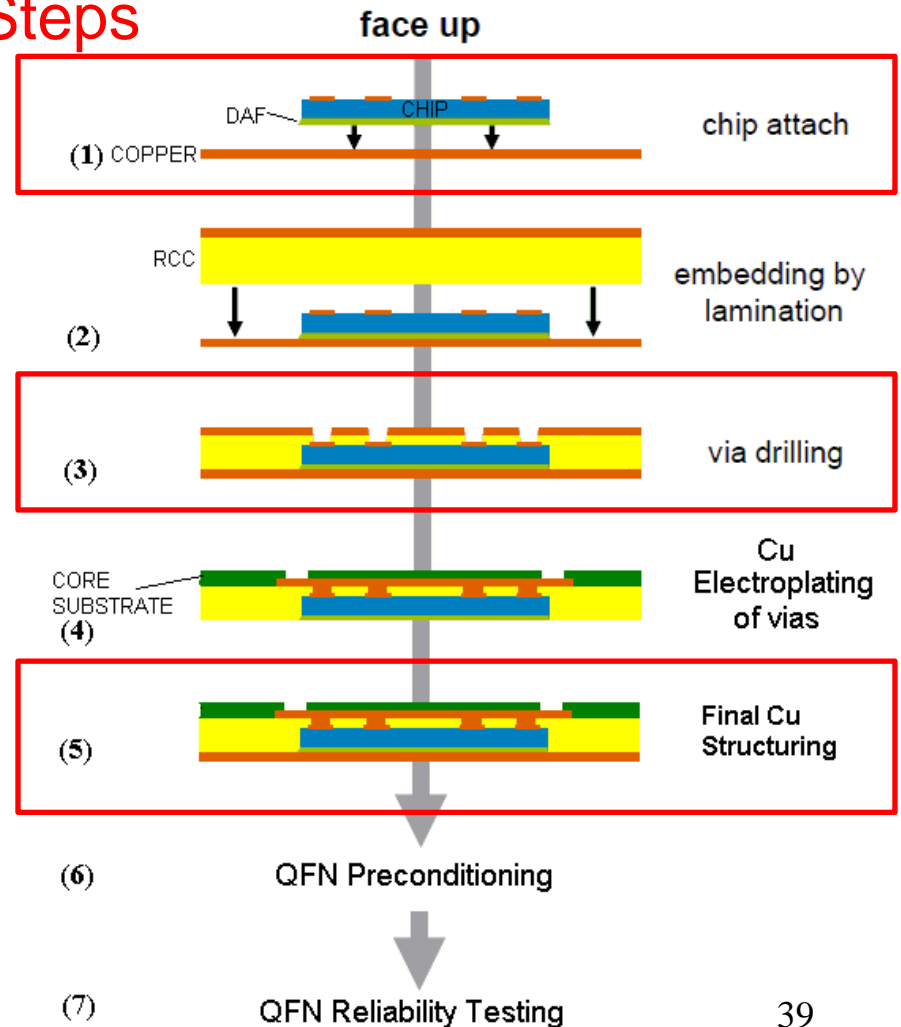 Steps
face up
DAF
CHIP
chip attach
(1) COPPER
RCC
embedding by
lamination
(2)
via drilling
(3)
Cu
Electroplating
of vias
CORE
SUBSTRATE
(4)
Final Cu
Structuring
(5)
(6) QFN Preconditioning
(7) QFN Reliability Testing
39